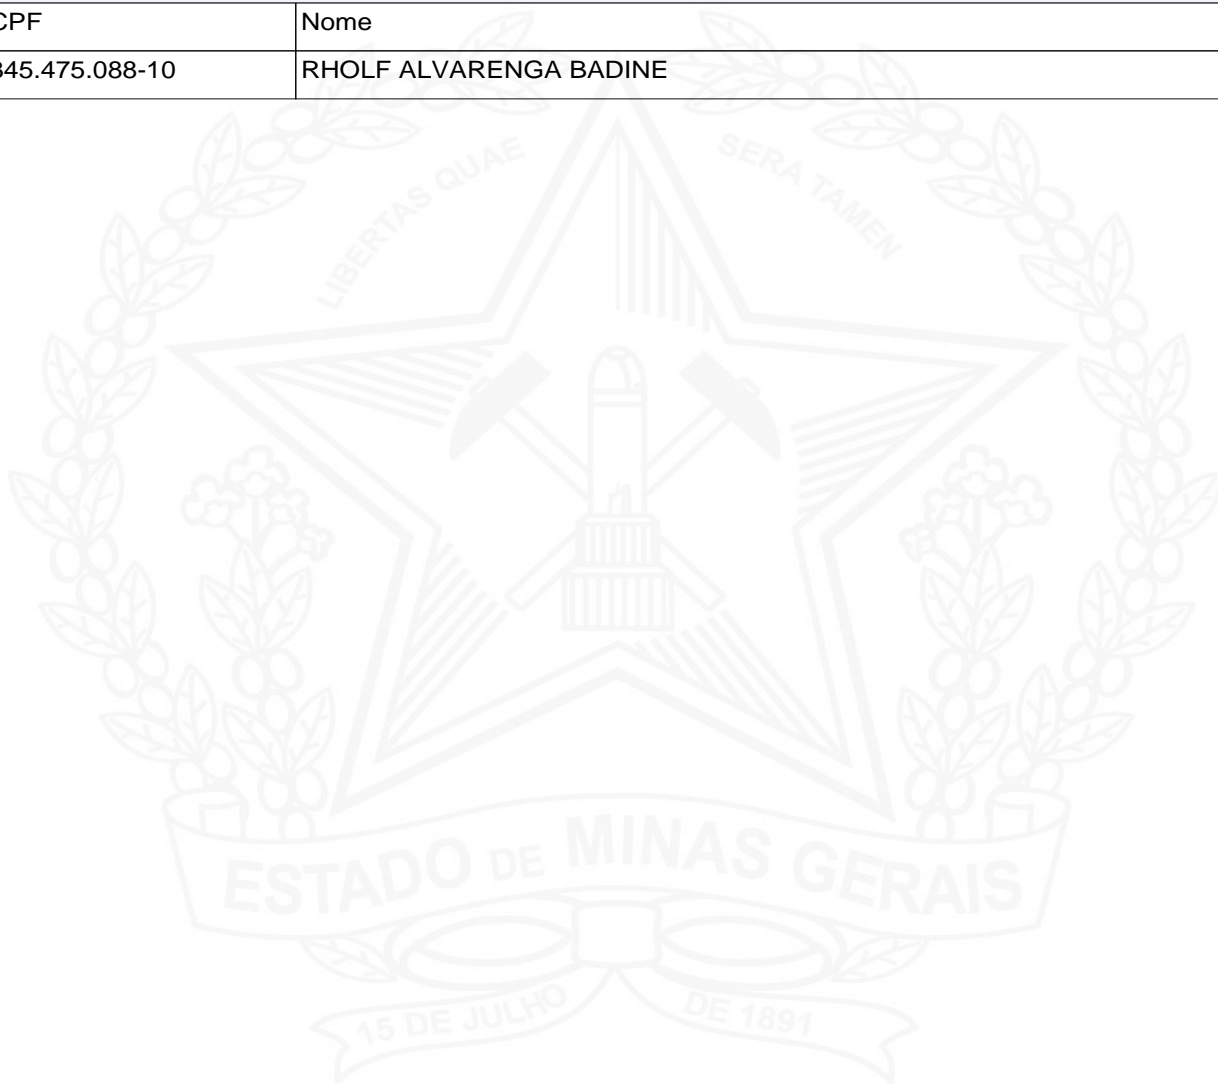 CPF Nome
345.475.088-10 RHOLF ALVARENGA BADINE
LIBERTAS QUAE SERA TAMEN
ESTADO DE MINAS GERAIS
15 DE JULHO DE 1891